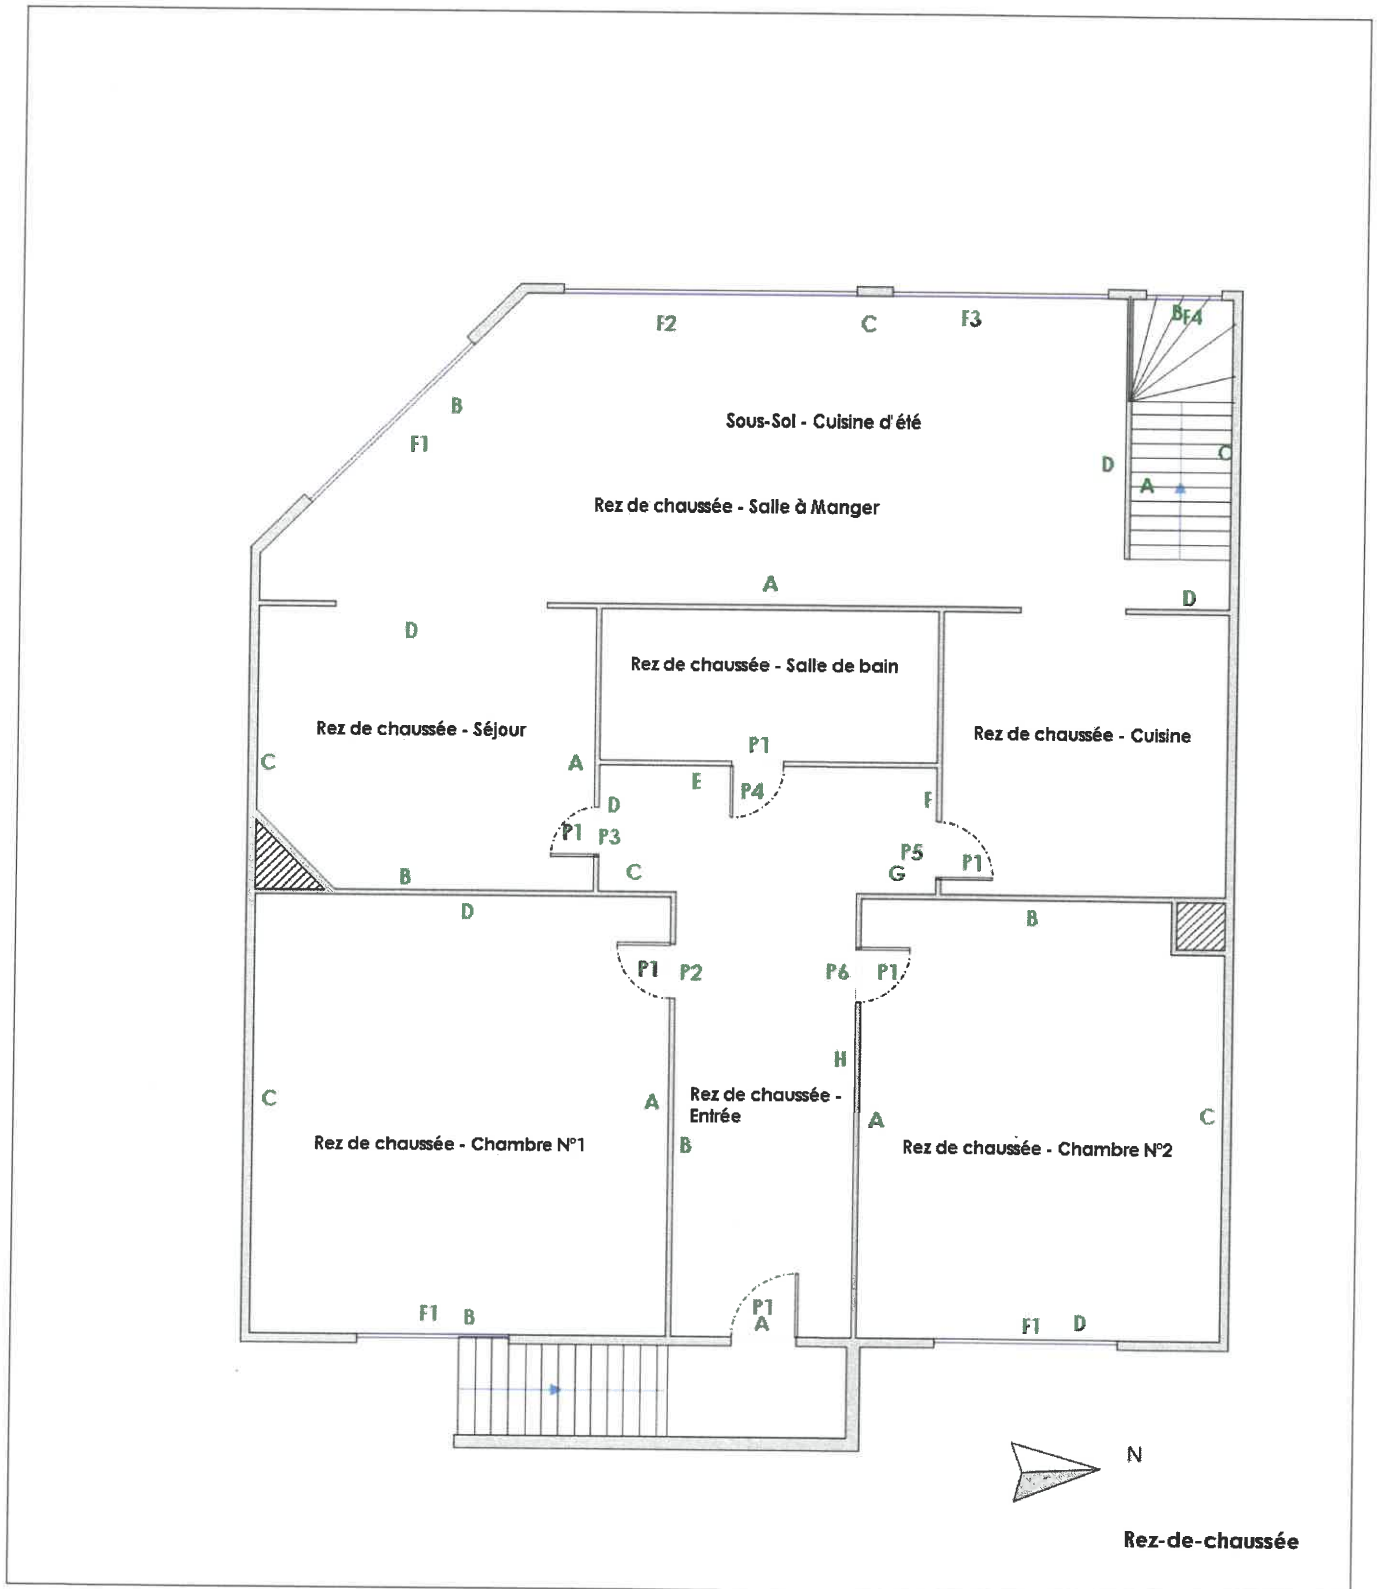 F2 C F3 BF4
B
F1
Sous-Sol - Cuisine d'été
D C
A
Rez de chaussée - Salle à Manger
A
D
D
Rez de chaussée - Salle de bain
Rez de chaussée - Séjour
Rez de chaussée - Cuisine
P1
C A
E P4 F
D
P1 P3
P5 P1
B C G
D B
P1 P2 P6 P1
H
C A
Rez de chaussée -
Entrée
A C
B
Rez de chaussée - Chambre N°1
Rez de chaussée - Chambre N°2
F1 B
P1
A
F1 D
N
Rez-de-chaussée